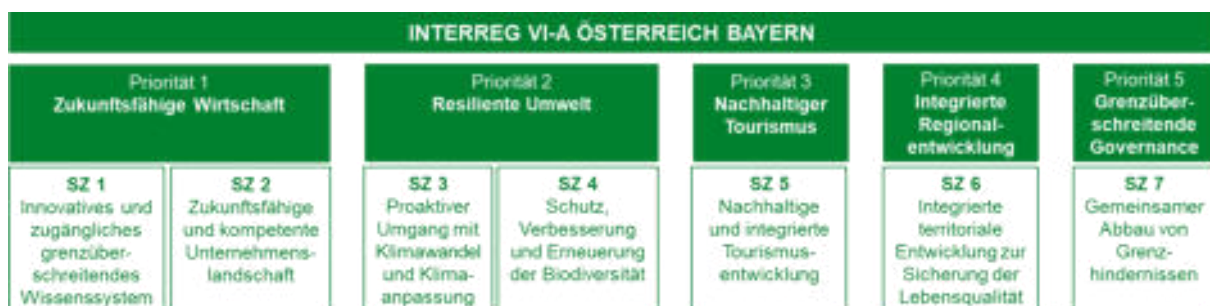 INTERREG VI-A ÖSTERREICH BAYERN
Priorität 1
Zukunftsfähige Wirtschaft
Priorität 2
Resiliente Umwelt
Priorität 3
Nachhaltiger
Tourismus
Priorität 4
Integrierte
Regional-
entwicklung
Priorität 5
Grenzüber-
schreitende
Governance
SZ 1
Innovatives und
zugängliches
grenzüber-
schreitendes
Wissenssystem
SZ 2
Zukunftsfähige
und kompetente
Unternehmens-
landschaft
SZ 3
Proaktiver
Umgang mit
Klimawandel
und Klima-
anpassung
SZ 4
Schutz,
Verbesserung
und Erneuerung
der Biodiversität
SZ 5
Nachhaltige
und integrierte
Tourismus-
entwicklung
SZ 6
Integrierte
territoriale
Entwicklung zur
Sicherung der
Lebensqualität
SZ 7
Gemeinsamer
Abbau von
Grenz-
hindernissen